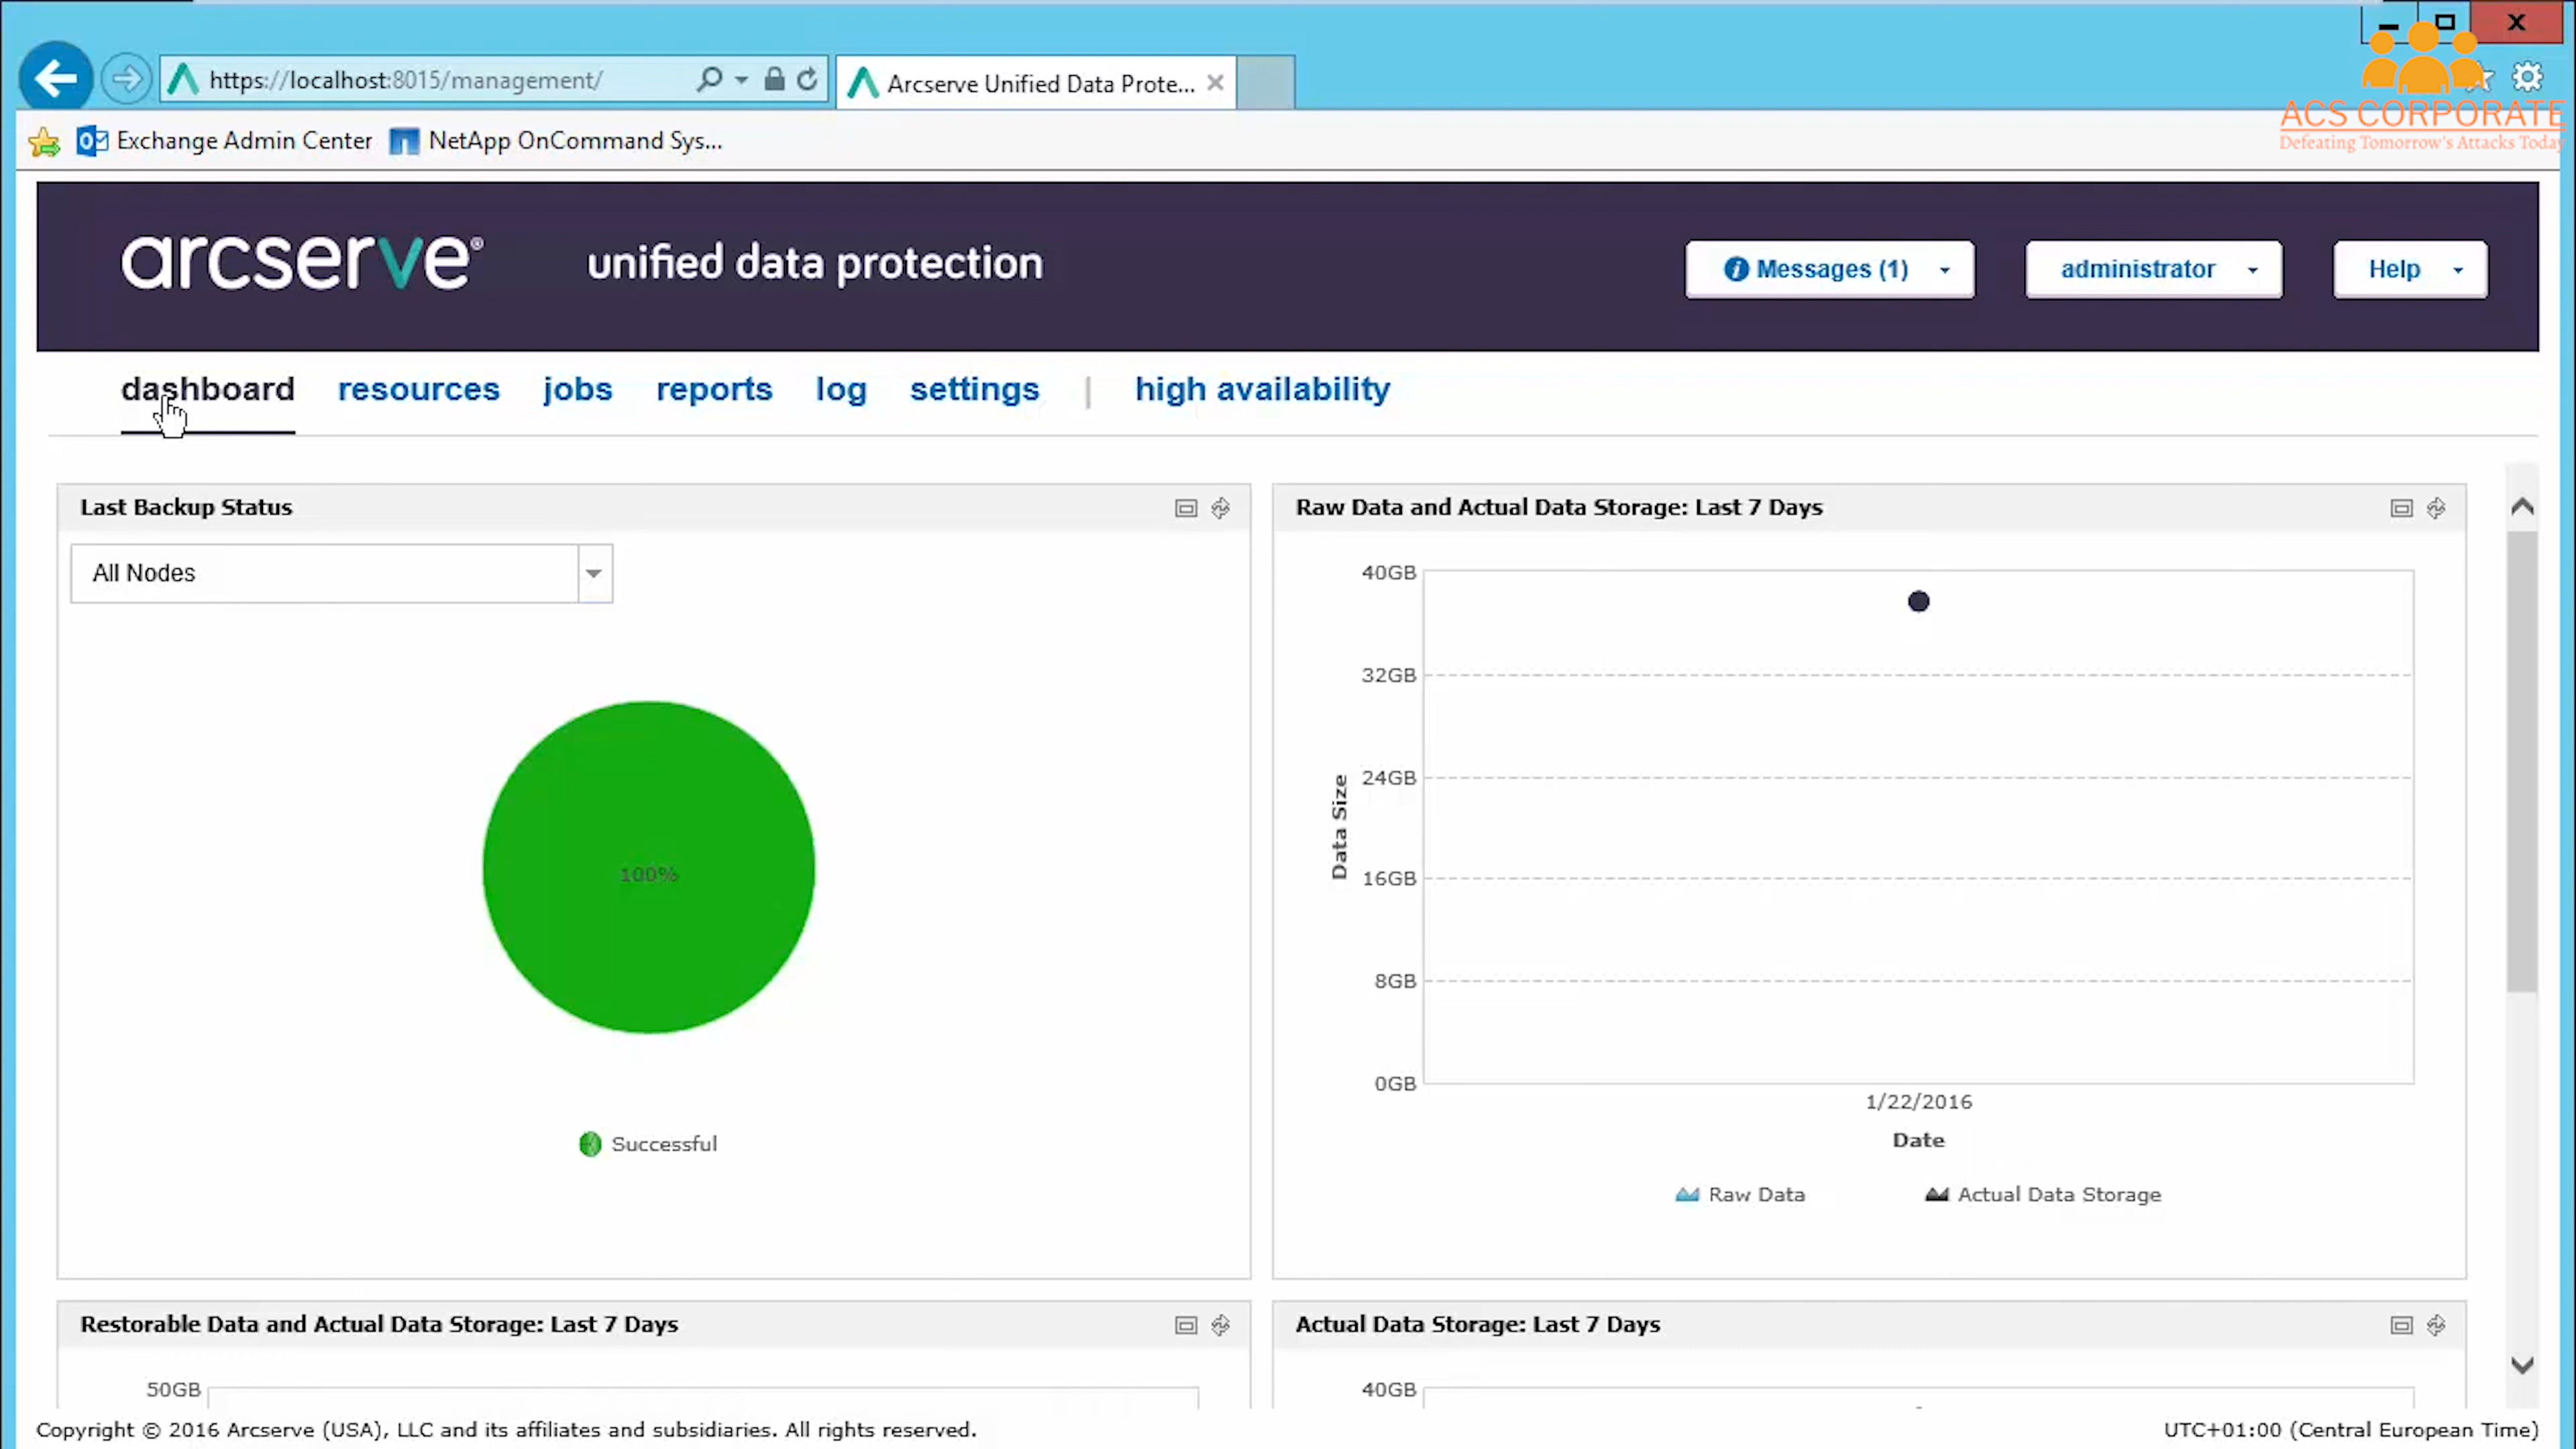 https://localhost:8015/management/
Arcserve Unified Data Prote...
ACS CORPORATE
Defeating Tomorrow's Attacks Today
Exchange Admin Center
NetApp OnCommand Sys...
arcserve®
unified data protection
Messages (1)
administrator
Help
dashboard
resources
jobs
reports
log
settings
|
high availability
Last Backup Status
All Nodes
100%
Successful
Raw Data and Actual Data Storage: Last 7 Days
40GB
32GB
24GB
16GB
8GB
0GB
Data Size
1/22/2016
Date
Raw Data
Actual Data Storage
Restorable Data and Actual Data Storage: Last 7 Days
50GB
Actual Data Storage: Last 7 Days
40GB
Copyright © 2016 Arcserve (USA), LLC and its affiliates and subsidiaries. All rights reserved.
UTC+01:00 (Central European Time)